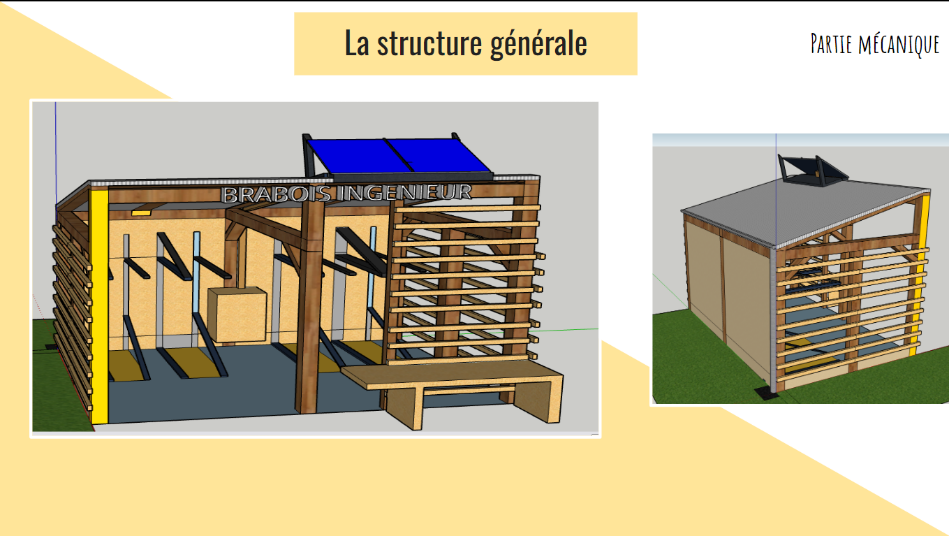 La structure générale
Partie mécanique
BRABOIS INGENIEUR